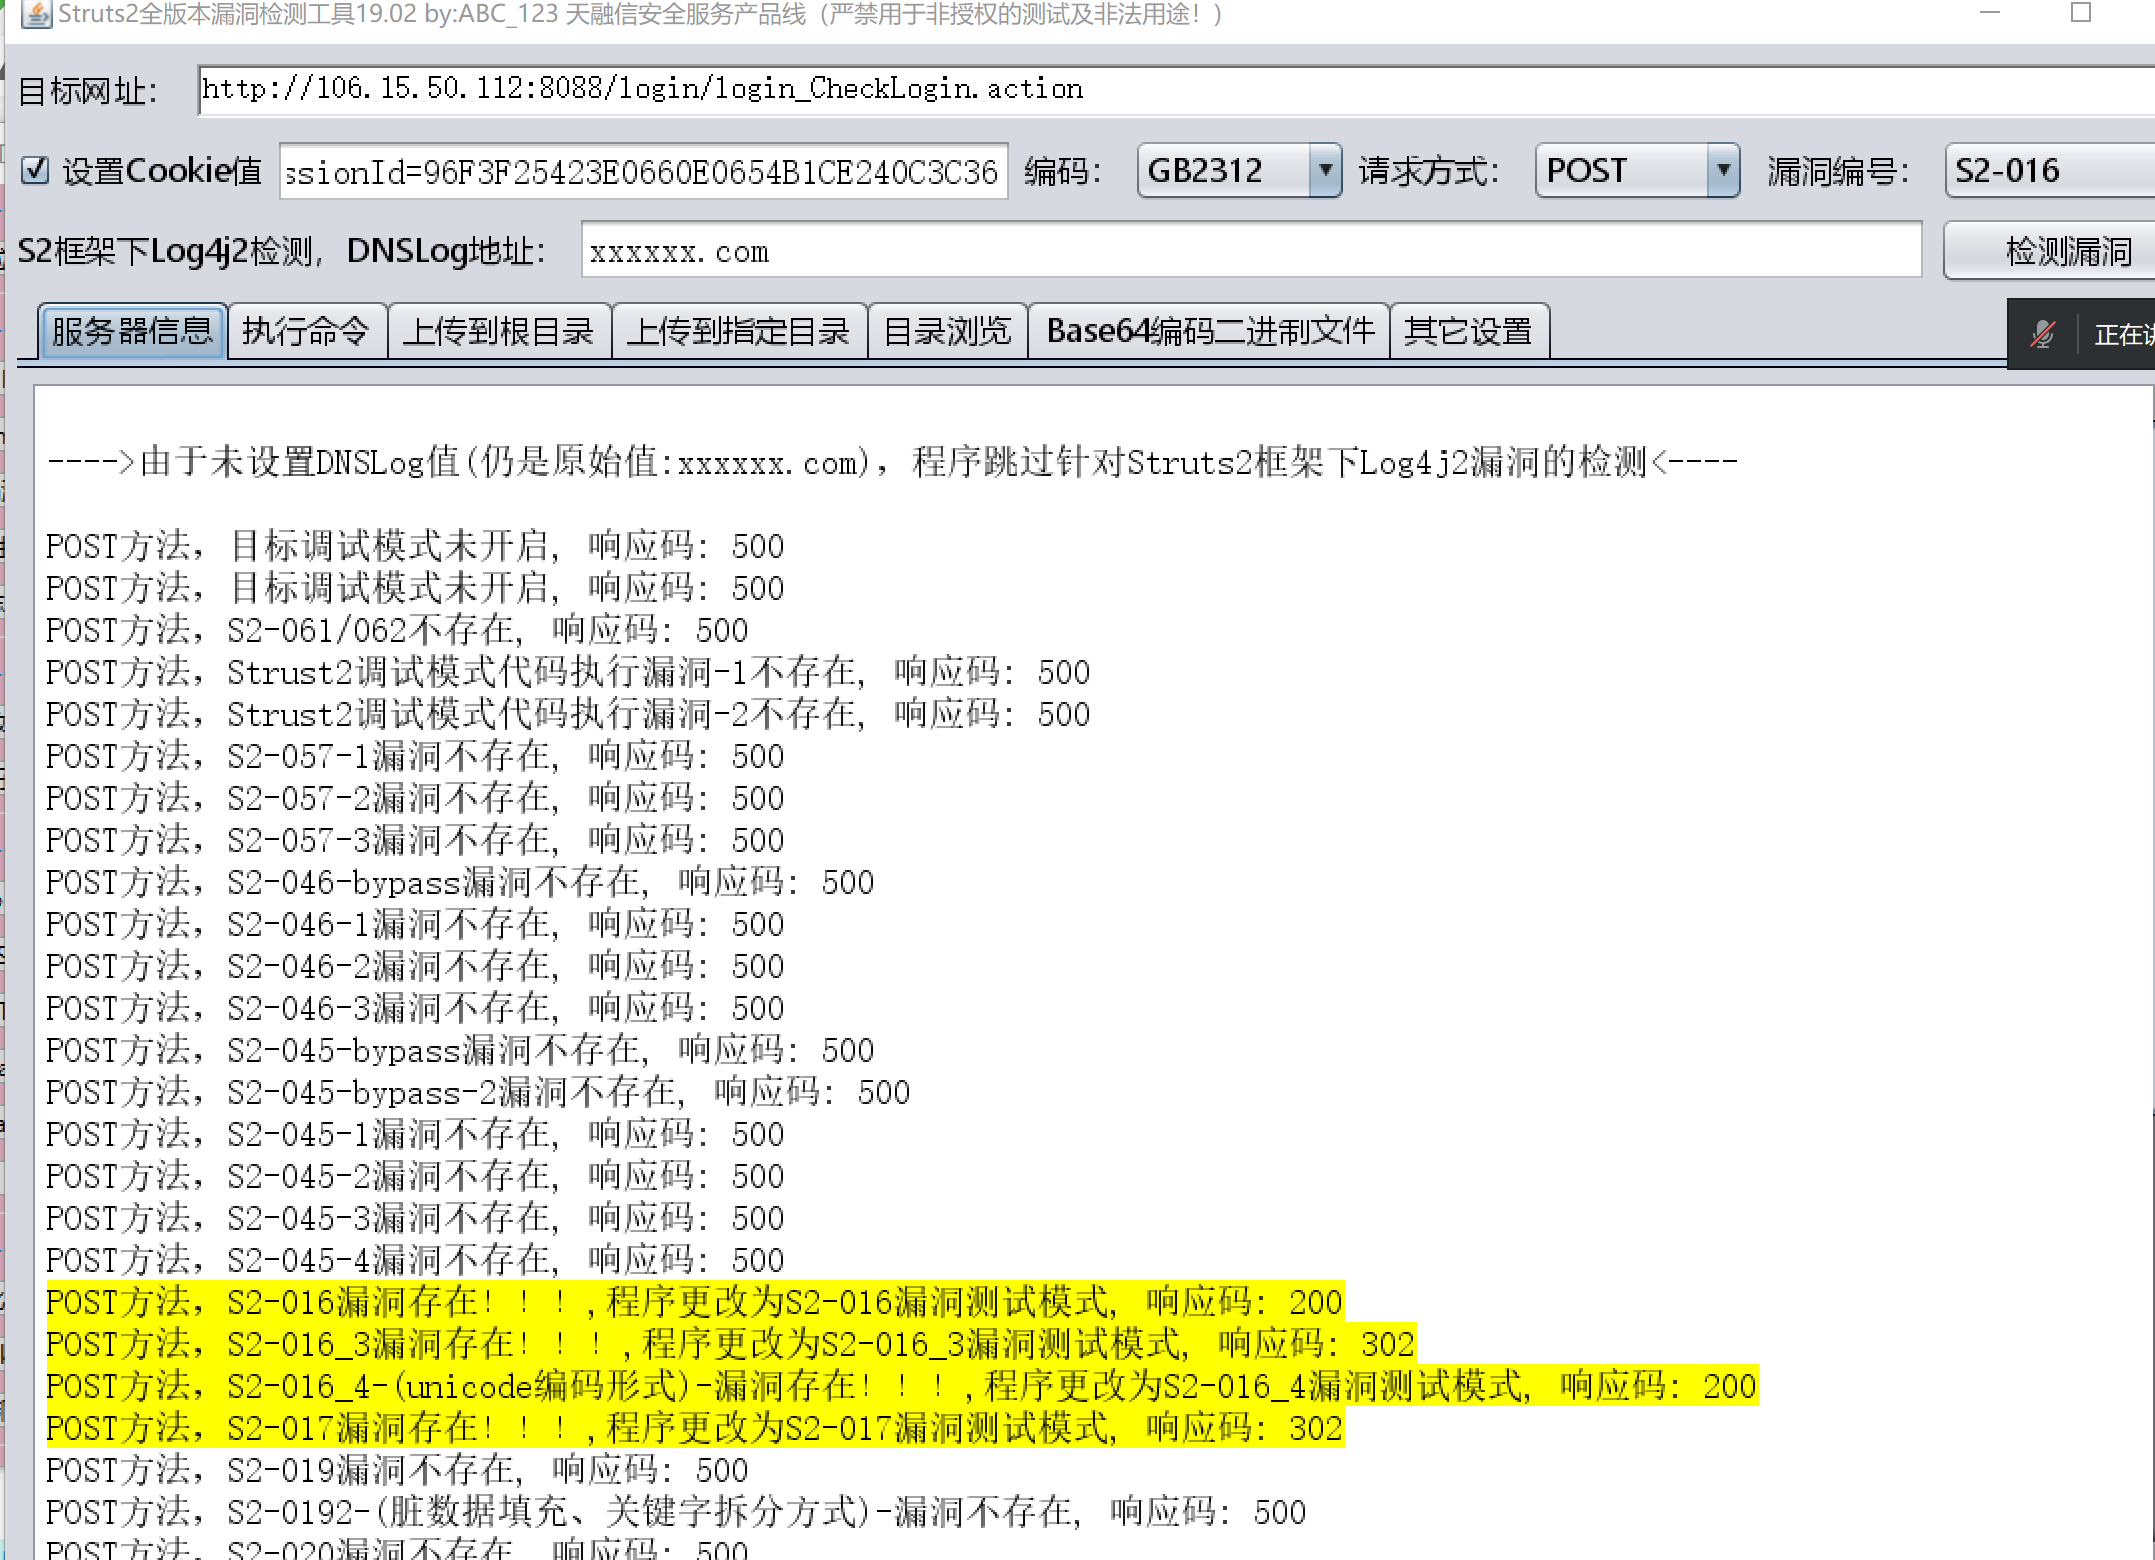 Struts2全版本漏洞检测工具19.02 by:ABC_123 天融信安全服务产品线（严禁用于非授权的测试及非法用途！）
目标网址： http://106.15.50.112:8088/login/login_CheckLogin.action
设置Cookie值 ssionId=96F3F25423E0660E0654B1CE240C3C36 编码： GB2312 请求方式： POST 漏洞编号： S2-016
S2框架下Log4j2检测，DNSLog地址： xxxxxx.com 检测漏洞
服务器信息 执行命令 上传到根目录 上传到指定目录 目录浏览 Base64编码二进制文件 其它设置
正在
---->由于未设置DNSLog值(仍是原始值:xxxxxx.com)，程序跳过针对Struts2框架下Log4j2漏洞的检测<----
POST方法，目标调试模式未开启，响应码：500
POST方法，目标调试模式未开启，响应码：500
POST方法，S2-061/062不存在，响应码：500
POST方法，Strust2调试模式代码执行漏洞-1不存在，响应码：500
POST方法，Strust2调试模式代码执行漏洞-2不存在，响应码：500
POST方法，S2-057-1漏洞不存在，响应码：500
POST方法，S2-057-2漏洞不存在，响应码：500
POST方法，S2-057-3漏洞不存在，响应码：500
POST方法，S2-046-bypass漏洞不存在，响应码：500
POST方法，S2-046-1漏洞不存在，响应码：500
POST方法，S2-046-2漏洞不存在，响应码：500
POST方法，S2-046-3漏洞不存在，响应码：500
POST方法，S2-045-bypass漏洞不存在，响应码：500
POST方法，S2-045-bypass-2漏洞不存在，响应码：500
POST方法，S2-045-1漏洞不存在，响应码：500
POST方法，S2-045-2漏洞不存在，响应码：500
POST方法，S2-045-3漏洞不存在，响应码：500
POST方法，S2-045-4漏洞不存在，响应码：500
POST方法，S2-016漏洞存在！！！,程序更改为S2-016漏洞测试模式，响应码：200
POST方法，S2-016_3漏洞存在！！！,程序更改为S2-016_3漏洞测试模式，响应码：302
POST方法，S2-016_4-(unicode编码形式)-漏洞存在！！！,程序更改为S2-016_4漏洞测试模式，响应码：200
POST方法，S2-017漏洞存在！！！,程序更改为S2-017漏洞测试模式，响应码：302
POST方法，S2-019漏洞不存在，响应码：500
POST方法，S2-0192-(脏数据填充、关键字拆分方式)-漏洞不存在，响应码：500
POST方法，S2-020漏洞不存在，响应码：500